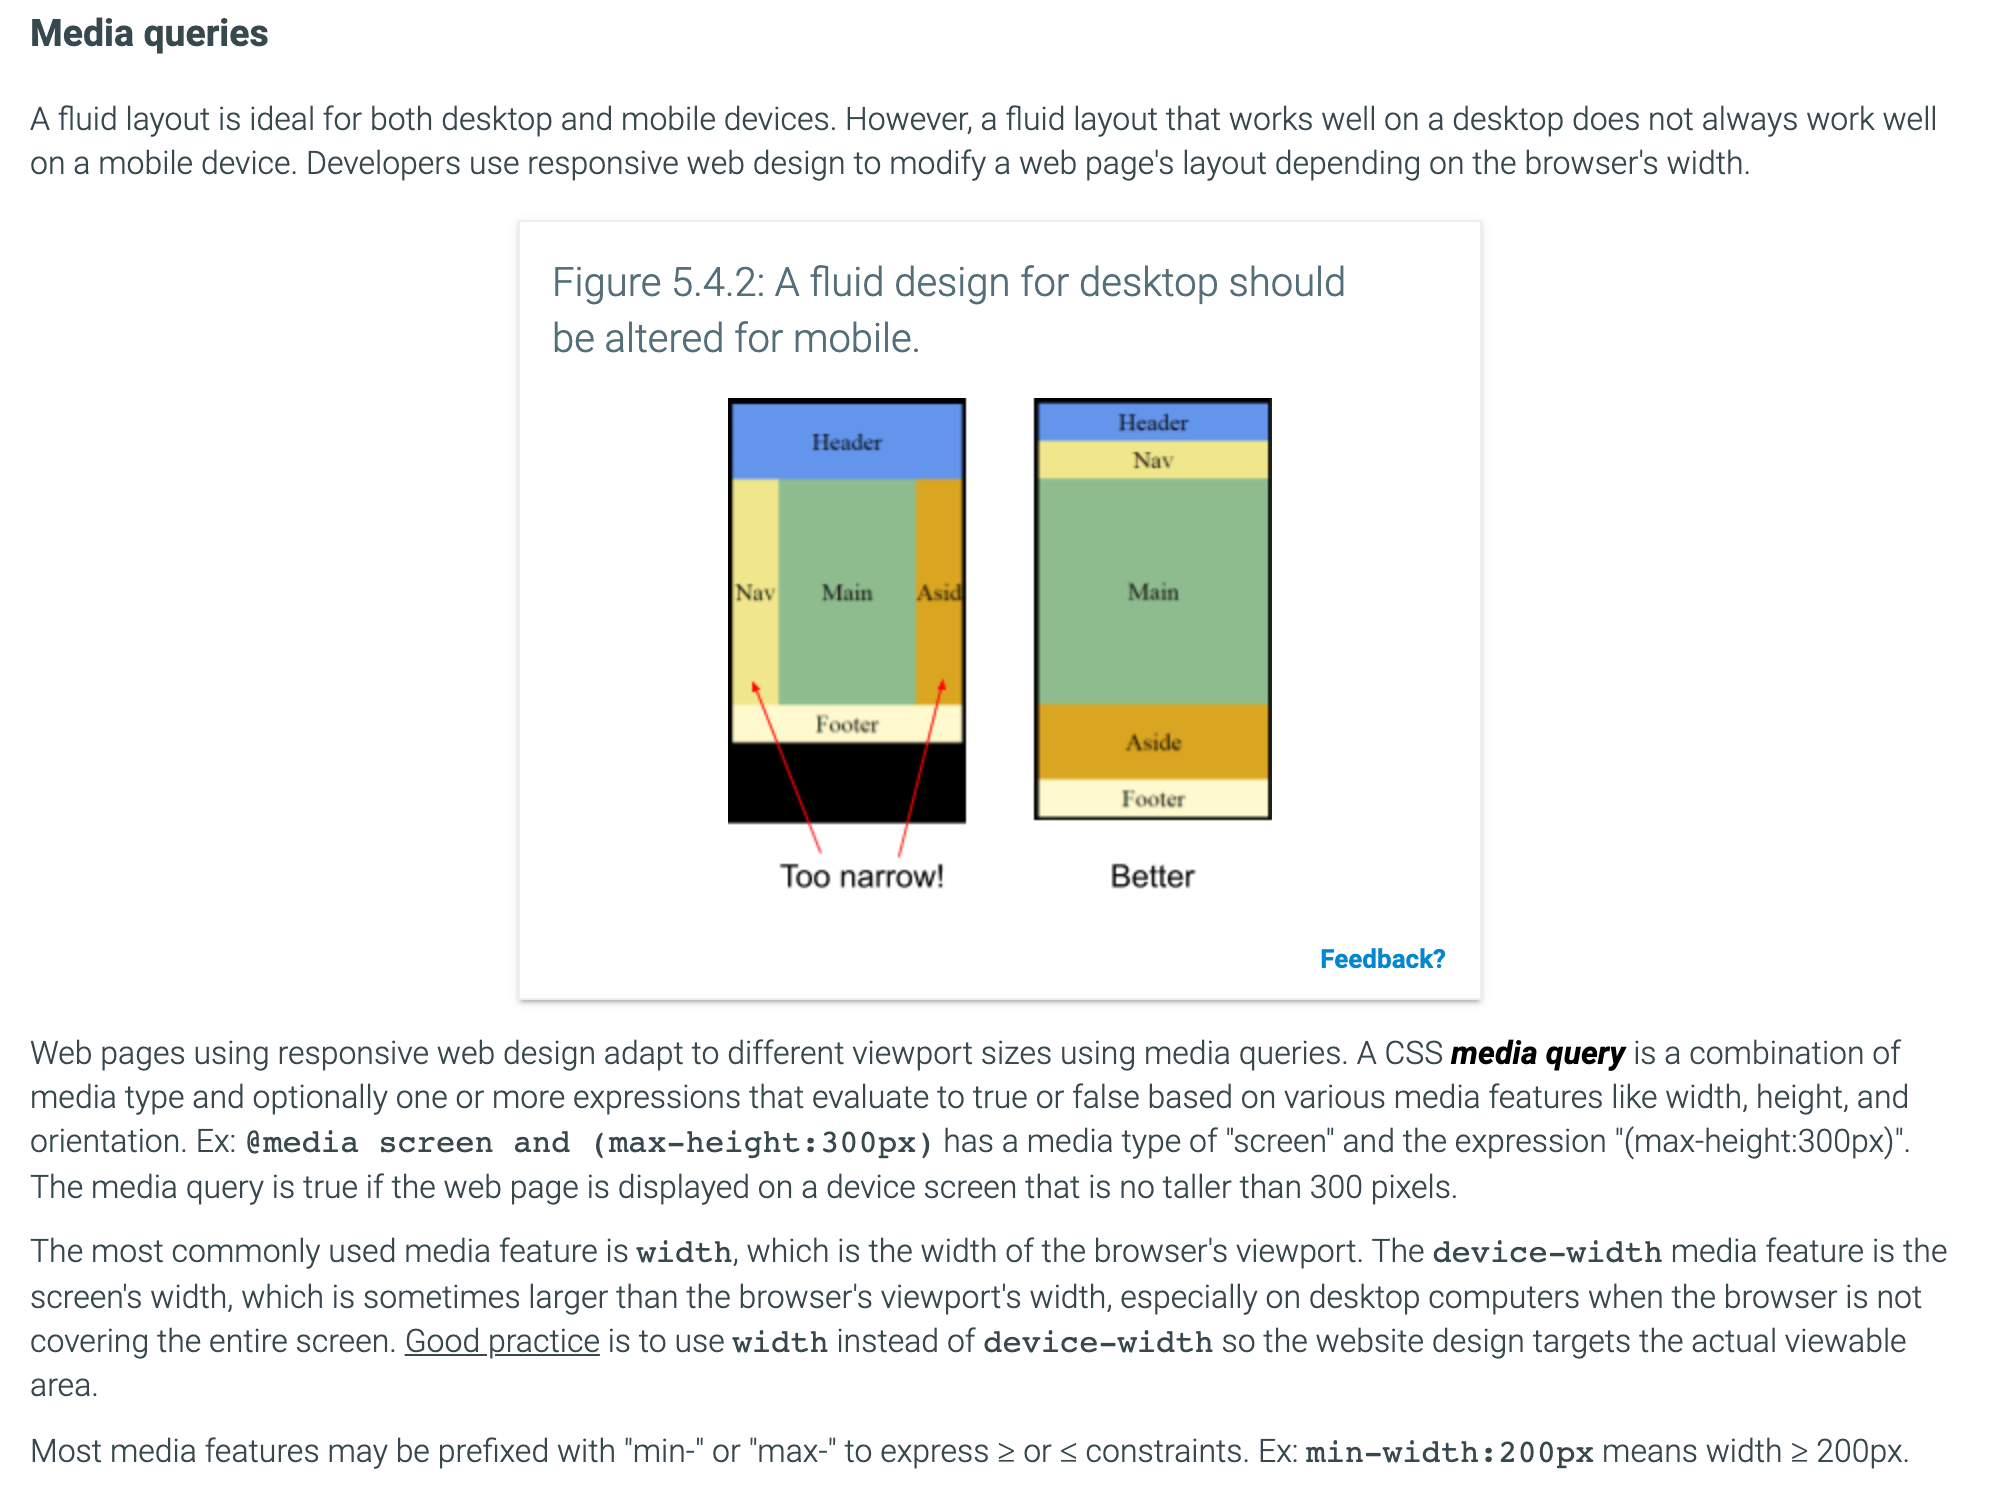 Media queries
A fluid layout is ideal for both desktop and mobile devices. However, a fluid layout that works well on a desktop does not always work well
on a mobile device. Developers use responsive web design to modify a web page's layout depending on the browser's width.
Figure 5.4.2: A fluid design for desktop should
be altered for mobile.
Header
Nav Main Asid
Footer
Too narrow!
Header
Nav
Main
Aside
Footer
Better
Feedback?
Web pages using responsive web design adapt to different viewport sizes using media queries. A CSS media query is a combination of
media type and optionally one or more expressions that evaluate to true or false based on various media features like width, height, and
orientation. Ex: @media screen and (max-height:300px) has a media type of "screen" and the expression "(max-height:300px)".
The media query is true if the web page is displayed on a device screen that is no taller than 300 pixels.
The most commonly used media feature is width, which is the width of the browser's viewport. The device-width media feature is the
screen's width, which is sometimes larger than the browser's viewport's width, especially on desktop computers when the browser is not
covering the entire screen. Good practice is to use width instead of device-width so the website design targets the actual viewable
area.
Most media features may be prefixed with "min-" or "max-" to express ≥ or ≤ constraints. Ex: min-width:200px means width ≥ 200px.